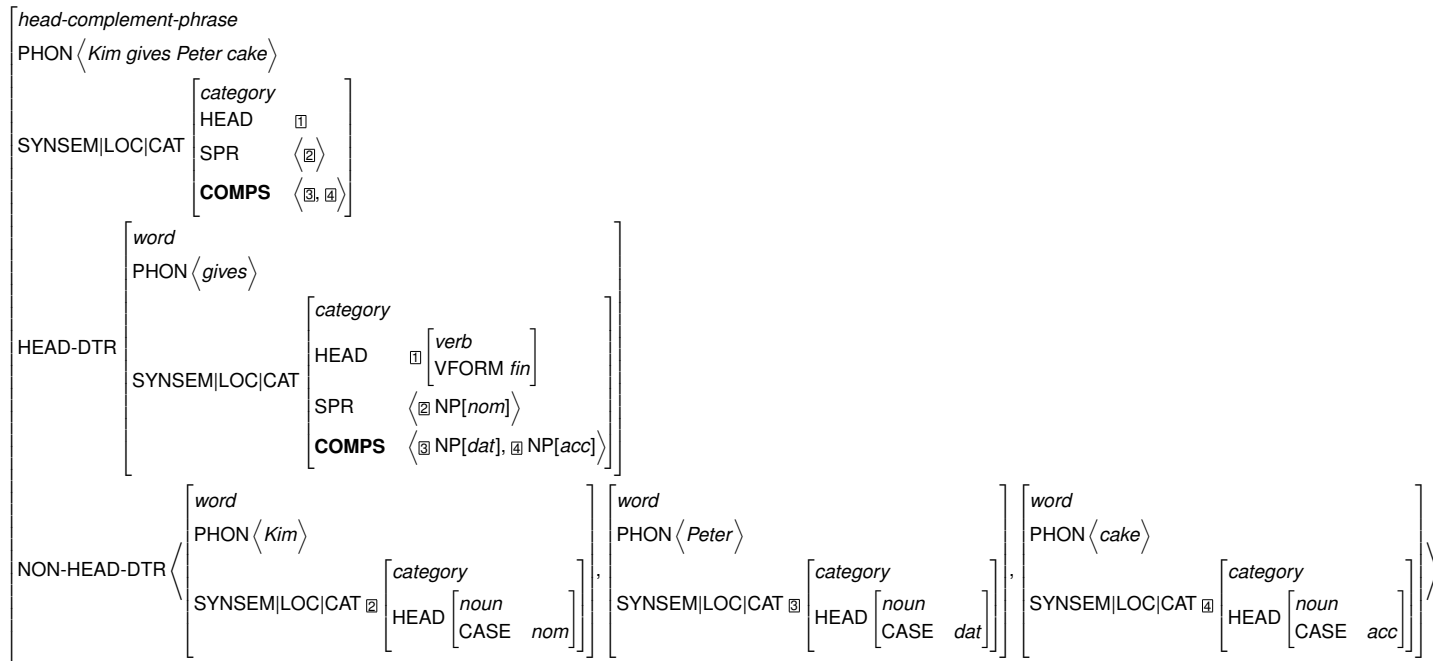 head-complement-phrase
PHON ⟨Kim gives Peter cake⟩
SYNSEM|LOC|CAT
category
HEAD 1
SPR ⟨2⟩
COMPS ⟨3, 4⟩
HEAD-DTR
word
PHON ⟨gives⟩
SYNSEM|LOC|CAT
category
HEAD 1
verb
VFORM fin
SPR ⟨2 NP[nom]⟩
COMPS ⟨3 NP[dat], 4 NP[acc]⟩
NON-HEAD-DTR ⟨
word
PHON ⟨Kim⟩
SYNSEM|LOC|CAT 2
category
HEAD
noun
CASE nom
,
word
PHON ⟨Peter⟩
SYNSEM|LOC|CAT 3
category
HEAD
noun
CASE dat
,
word
PHON ⟨cake⟩
SYNSEM|LOC|CAT 4
category
HEAD
noun
CASE acc
⟩